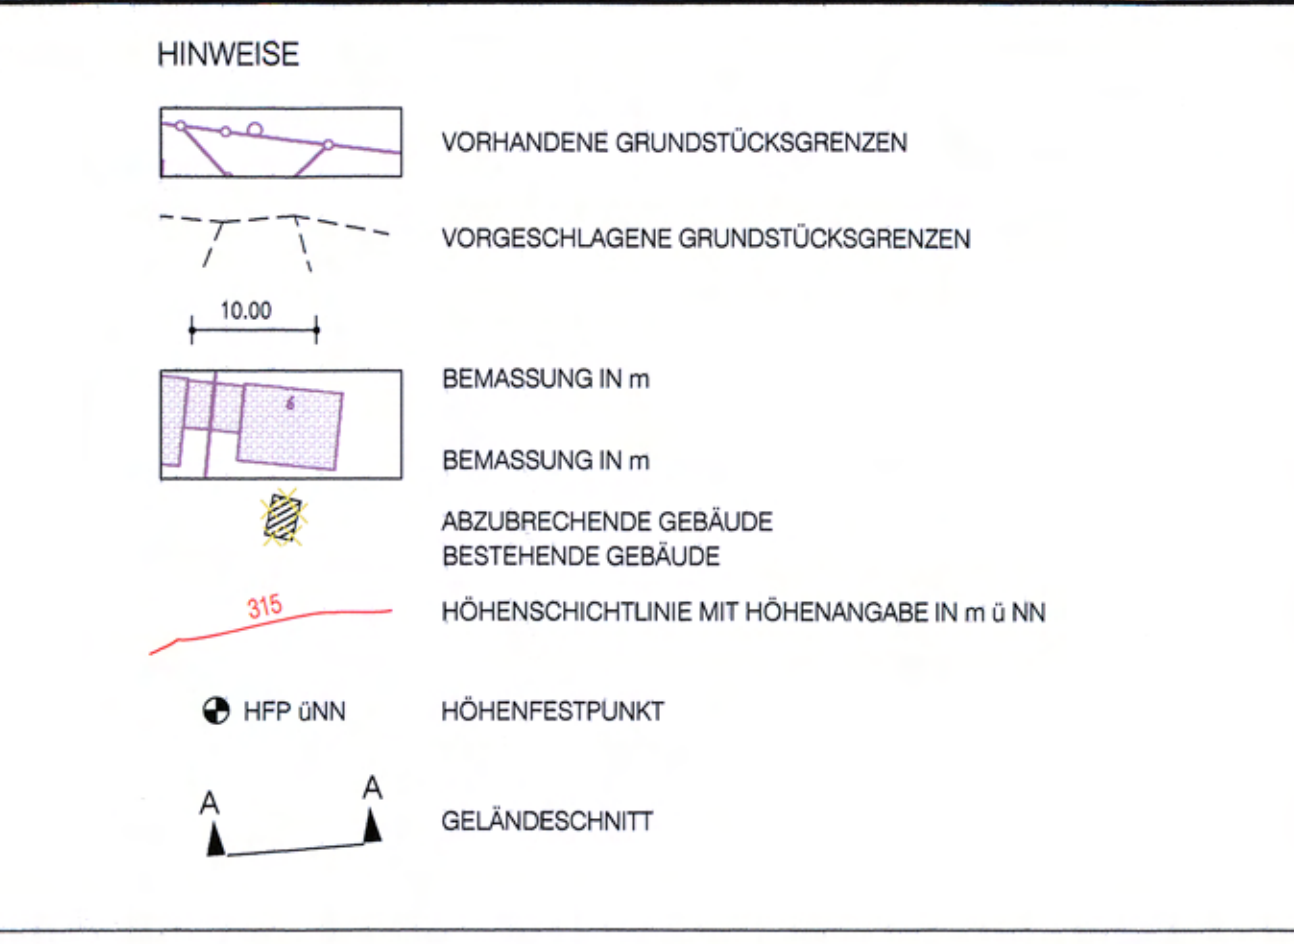 HINWEISE
VORHANDENE GRUNDSTÜCKSGRENZEN
VORGESCHLAGENE GRUNDSTÜCKSGRENZEN
10.00
BEMASSUNG IN m
6
BEMASSUNG IN m
ABZUBRECHENDE GEBÄUDE
BESTEHENDE GEBÄUDE
315
HÖHENSCHICHTLINIE MIT HÖHENANGABE IN m ü NN
HFP üNN HÖHENFESTPUNKT
A A
GELÄNDESCHNITT